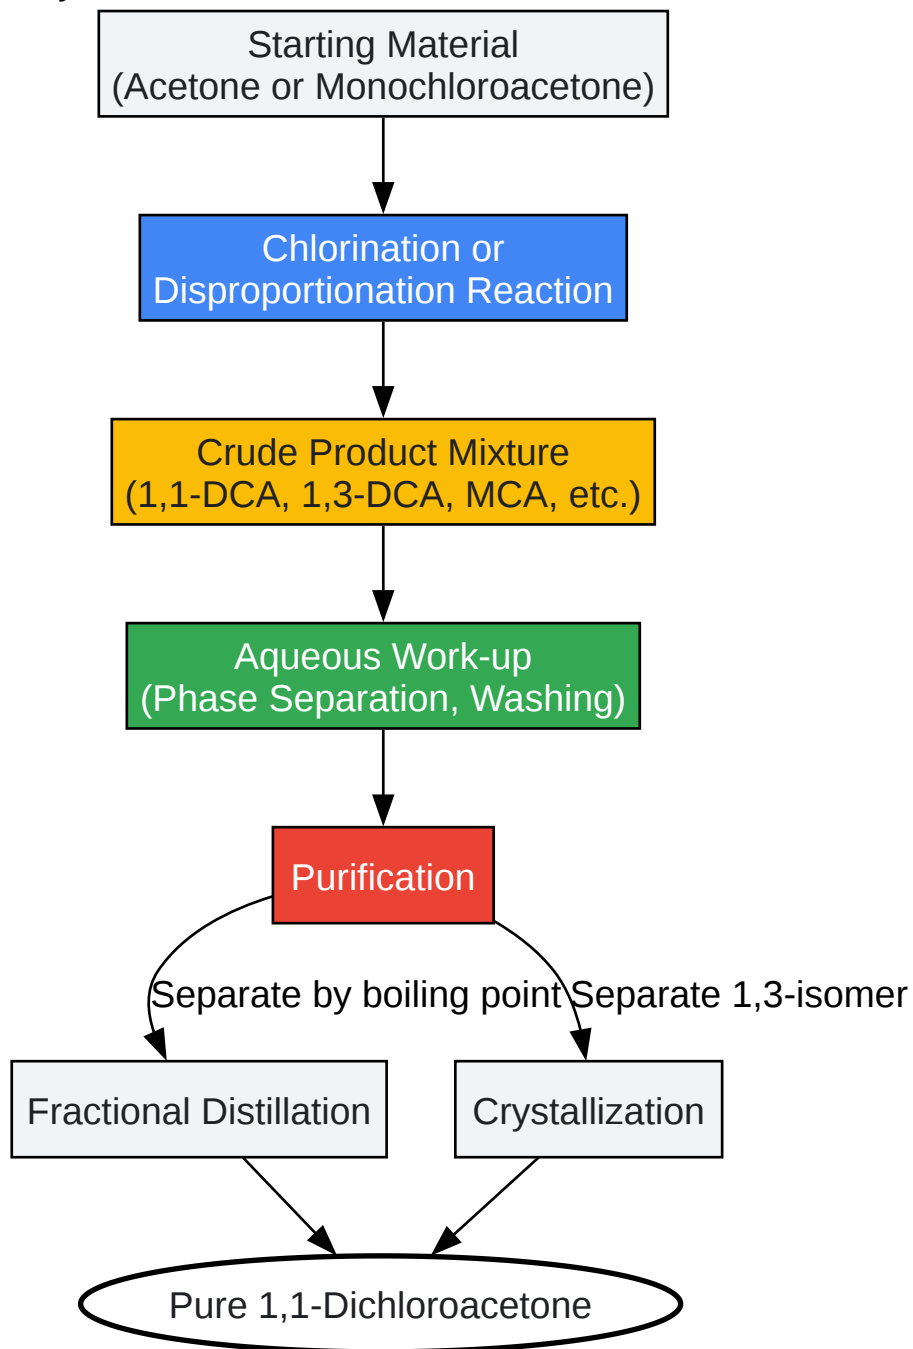 Starting Material
(Acetone or Monochloroacetone)
Chlorination or
Disproportionation Reaction
Crude Product Mixture
(1,1-DCA, 1,3-DCA, MCA, etc.)
Aqueous Work-up
(Phase Separation, Washing)
Purification
Separate by boiling point
Separate 1,3-isomer
Fractional Distillation
Crystallization
Pure 1,1-Dichloroacetone